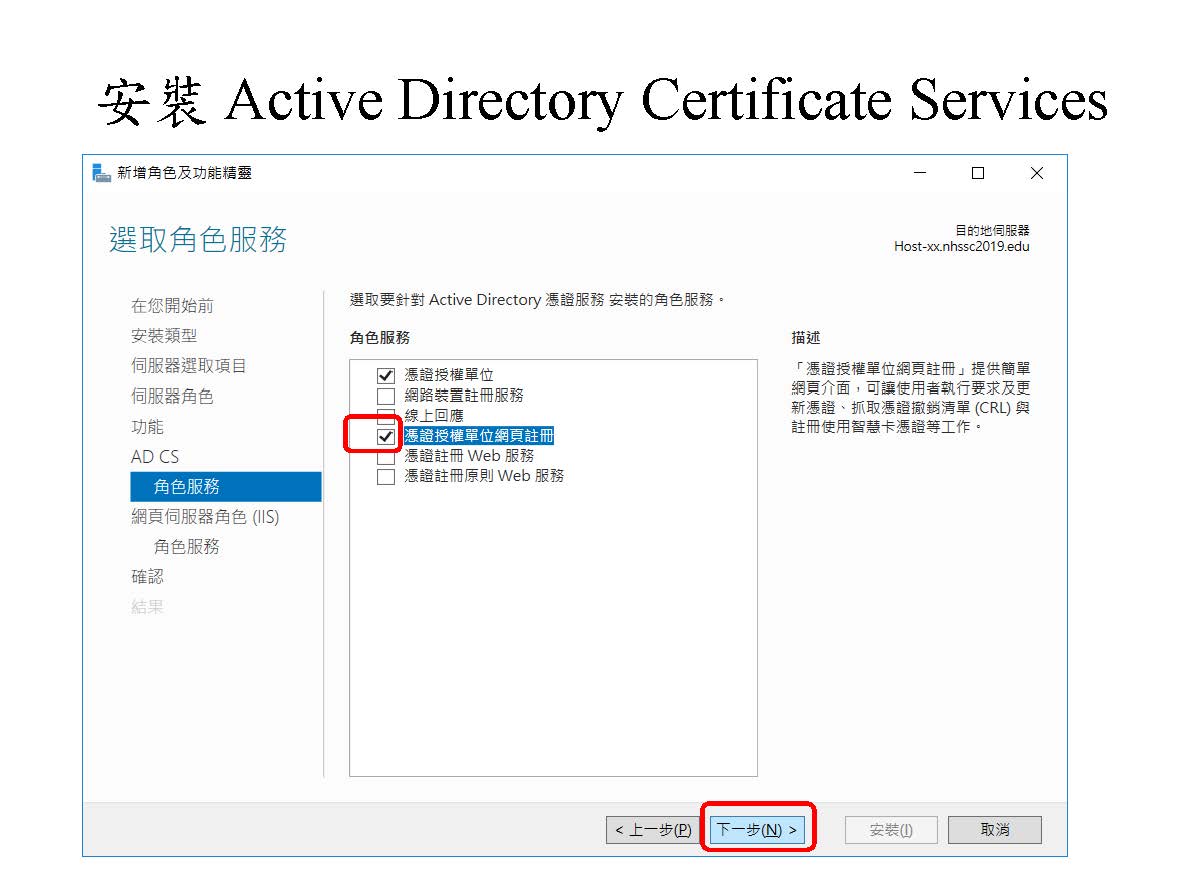 安裝 Active Directory Certificate Services
新增角色及功能精靈
選取角色服務
目的地伺服器
Host-xx.nhssc2019.edu
在您開始前
安裝類型
伺服器選取項目
伺服器角色
功能
AD CS
角色服務
網頁伺服器角色 (IIS)
角色服務
確認
結果
選取要針對 Active Directory 憑證服務 安裝的角色服務。
角色服務
憑證授權單位
網路裝置註冊服務
線上回應
憑證授權單位網頁註冊
憑證註冊 Web 服務
憑證註冊原則 Web 服務
描述
「憑證授權單位網頁註冊」提供簡單
網頁介面，可讓使用者執行要求及更
新憑證、抓取憑證撤銷清單 (CRL) 與
註冊使用智慧卡憑證等工作。
< 上一步(P)
下一步(N) >
安裝(I)
取消